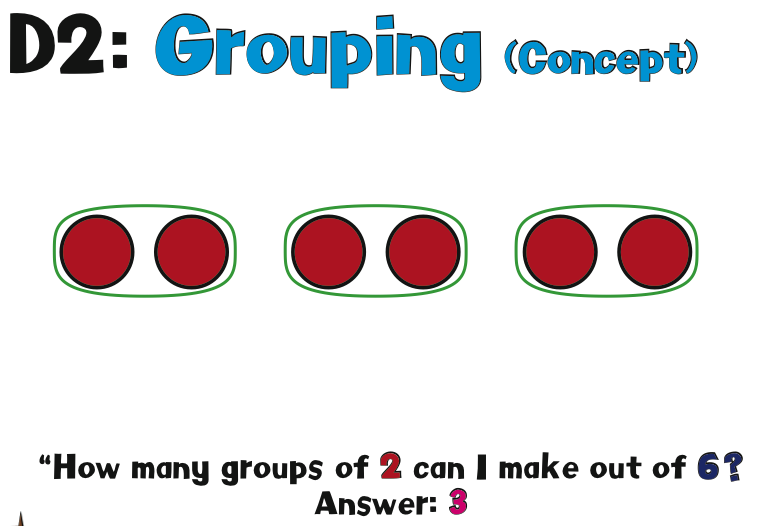 D2: Grouping (Concept)
“How many groups of 2 can I make out of 6?
Answer: 3